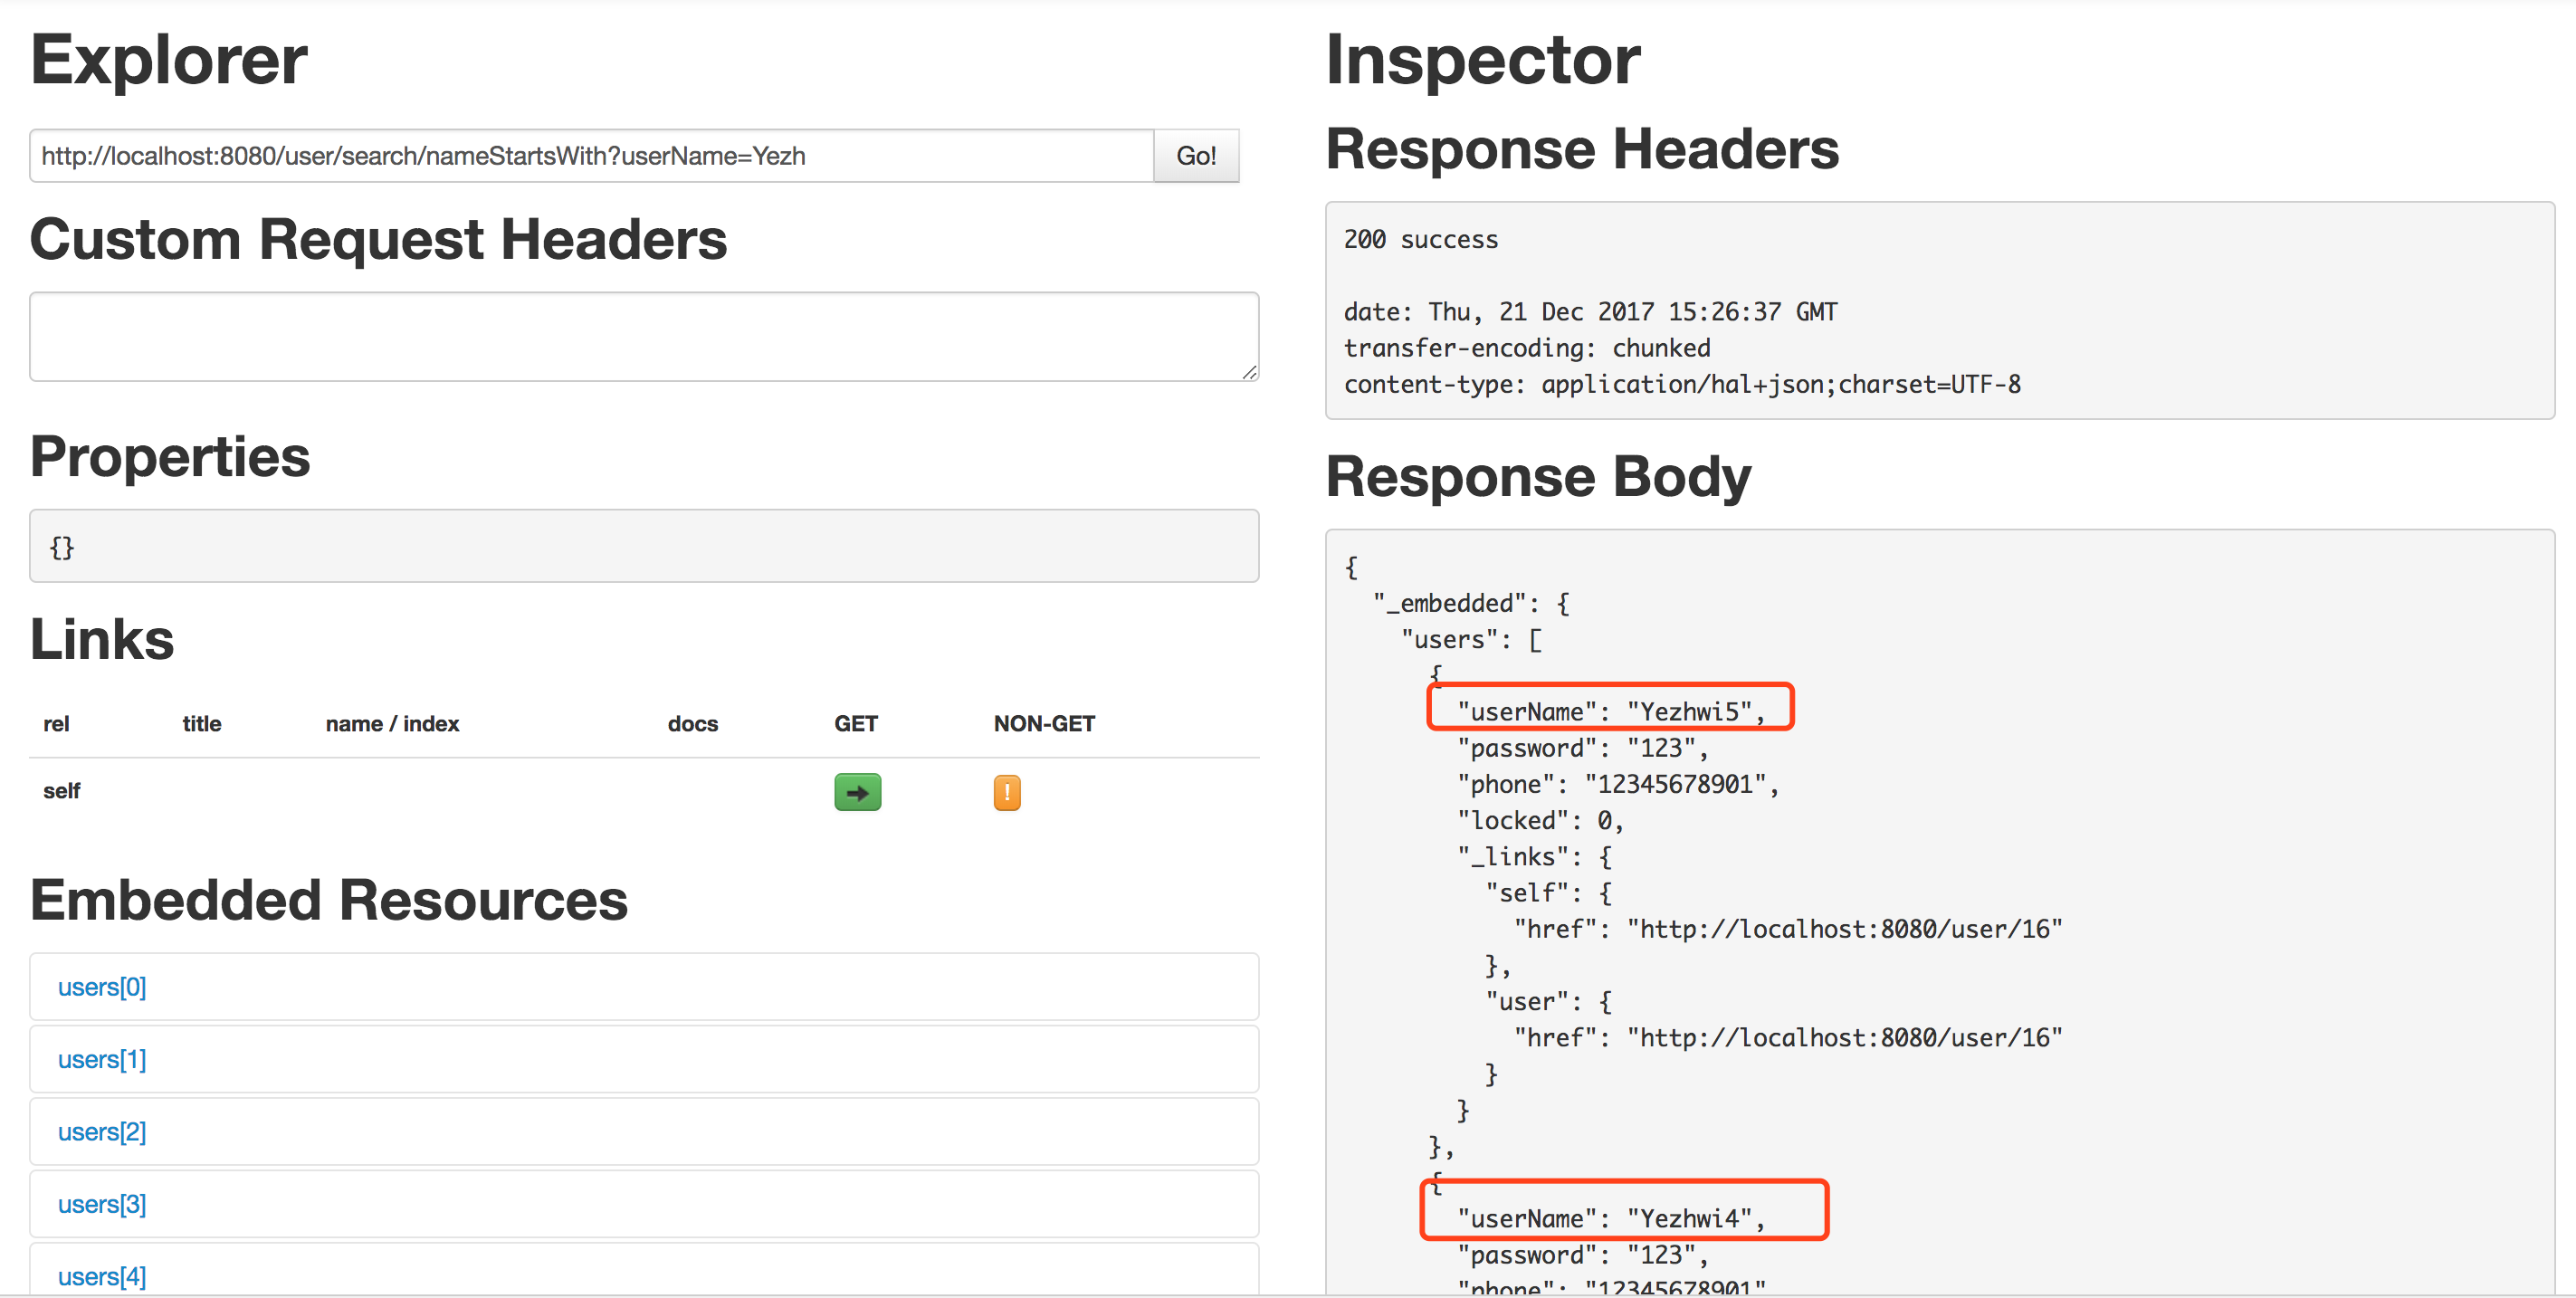 Explorer
http://localhost:8080/user/search/nameStartsWith?userName=Yezh
Go!
Custom Request Headers
Properties
{}
Links
rel title name / index docs GET NON-GET
self !
Embedded Resources
users[0]
users[1]
users[2]
users[3]
users[4]
Inspector
Response Headers
200 success
date: Thu, 21 Dec 2017 15:26:37 GMT
transfer-encoding: chunked
content-type: application/hal+json;charset=UTF-8
Response Body
{
"_embedded": {
"users": [
{
"userName": "Yezhwi5",
"password": "123",
"phone": "12345678901",
"locked": 0,
"_links": {
"self": {
"href": "http://localhost:8080/user/16"
},
"user": {
"href": "http://localhost:8080/user/16"
}
}
},
{
"userName": "Yezhwi4",
"password": "123",
"phone": "12345678901"